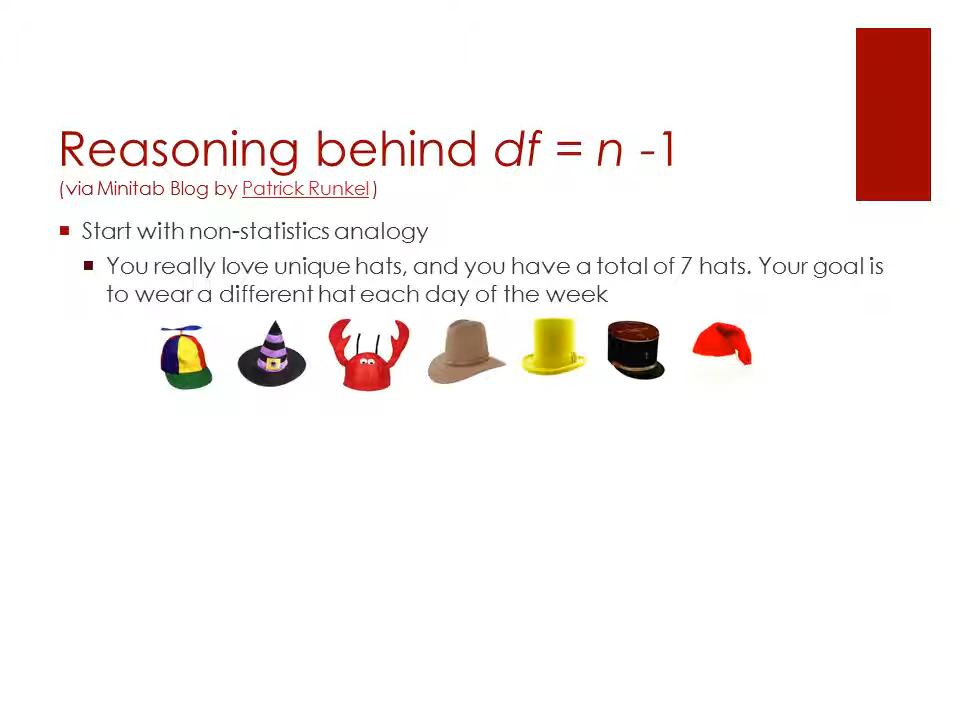 Reasoning behind df = n -1
(via Minitab Blog by Patrick Runkel)
Start with non-statistics analogy
You really love unique hats, and you have a total of 7 hats. Your goal is
to wear a different hat each day of the week